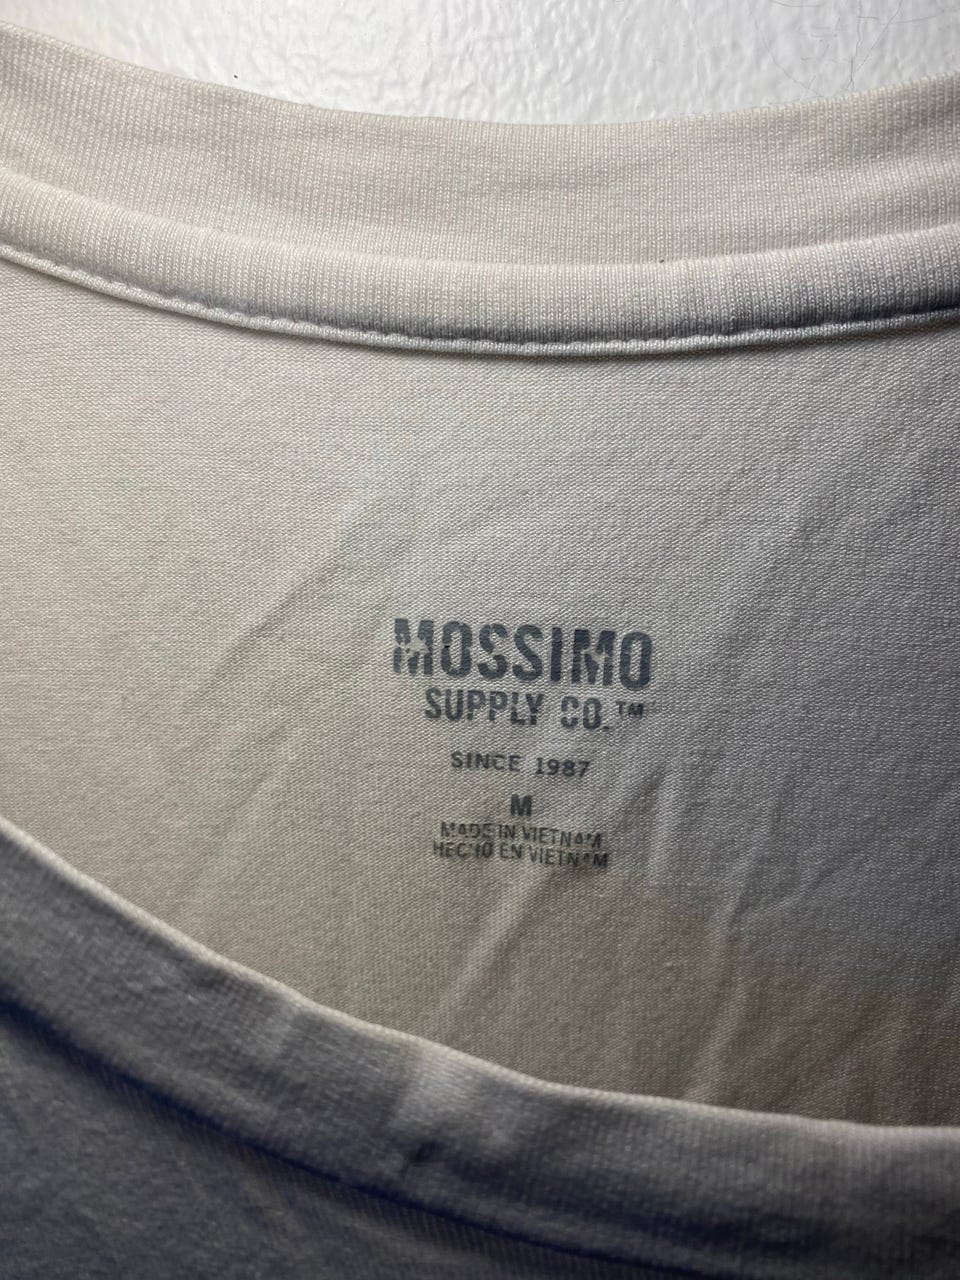 MOSSIMO
SUPPLY CO.™
SINCE 1987
M
MADE IN VIETNAM
HECHO EN VIETNAM